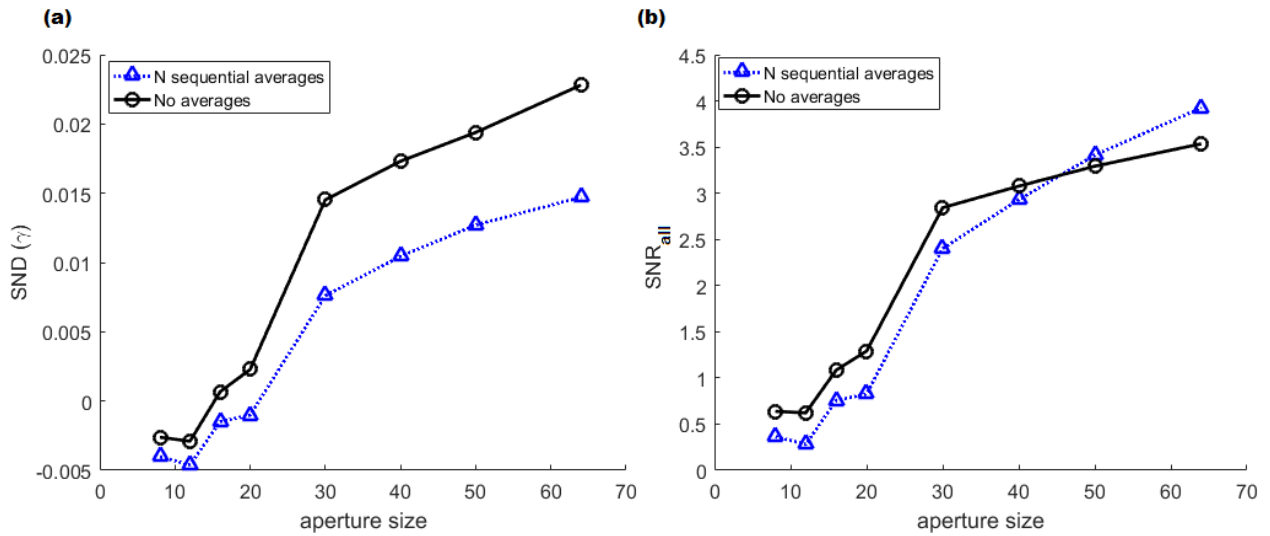 (a)
0.025
0.02
0.015
0.01
0.005
0
-0.005
SND (γ)
N sequential averages
No averages
0 10 20 30 40 50 60 70
aperture size
(b)
4.5
4
3.5
3
2.5
2
1.5
1
0.5
0
SNR_all
N sequential averages
No averages
0 10 20 30 40 50 60 70
aperture size